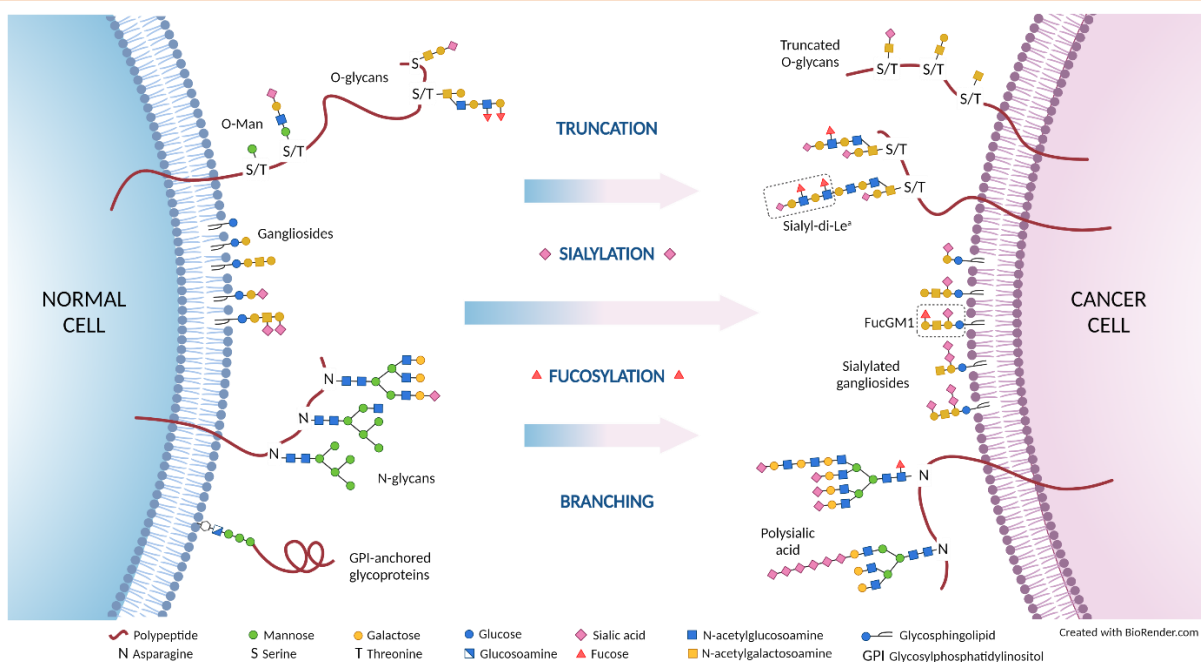 O-glycans
S
S/T
O-Man
S/T
S/T
Gangliosides
NORMAL
CELL
N
N
N
N-glycans
GPI-anchored
glycoproteins
TRUNCATION
SIALYLATION
FUCOSYLATION
BRANCHING
Truncated
O-glycans
S/T
S/T
S/T
S/T
S/T
Sialyl-di-Leᵃ
FucGM1
CANCER
CELL
Sialylated
gangliosides
N
Polysialic
acid
N
Polypeptide
Mannose
Galactose
Glucose
Sialic acid
N-acetylglucosoamine
Glycosphingolipid
Created with BioRender.com
N Asparagine
S Serine
T Threonine
Glucosoamine
Fucose
N-acetylgalactosoamine
GPI Glycosylphosphatidylinositol